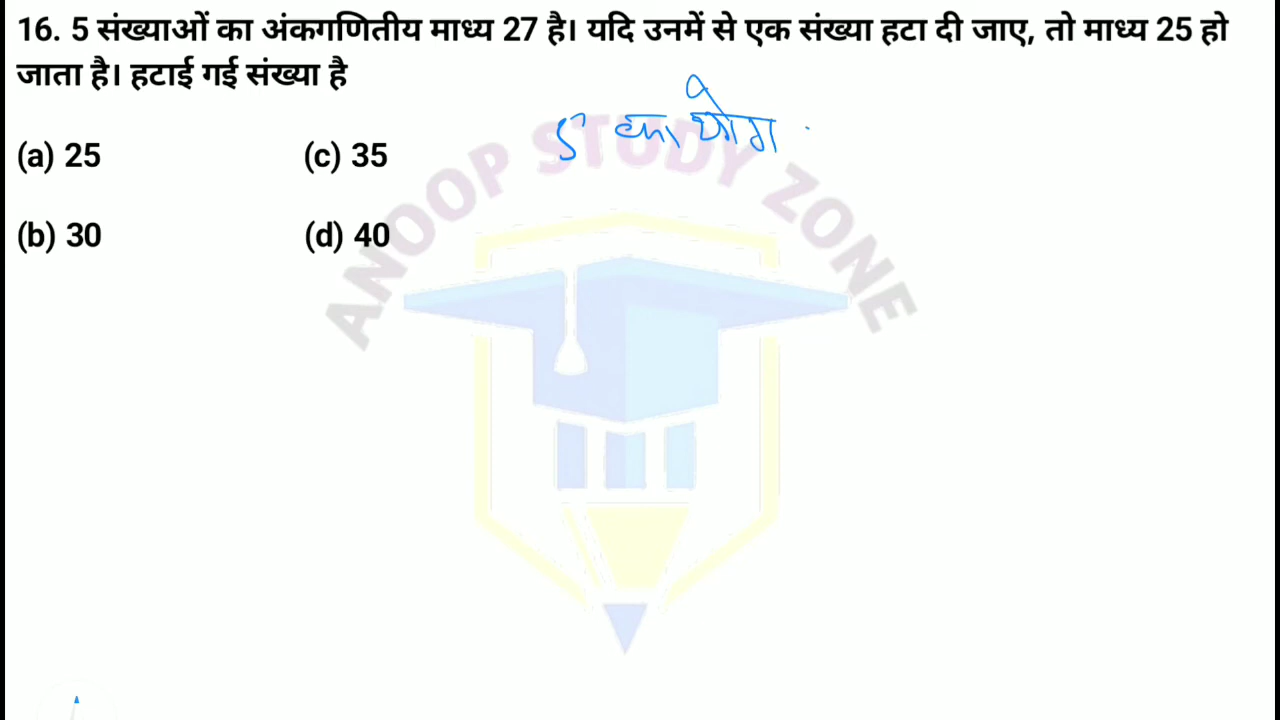 16. 5 संख्याओं का अंकगणितीय माध्य 27 है। यदि उनमें से एक संख्या हटा दी जाए, तो माध्य 25 हो
जाता है। हटाई गई संख्या है
5 का योग
(a) 25 (c) 35
(b) 30 (d) 40
ANOOP STUDY ZONE